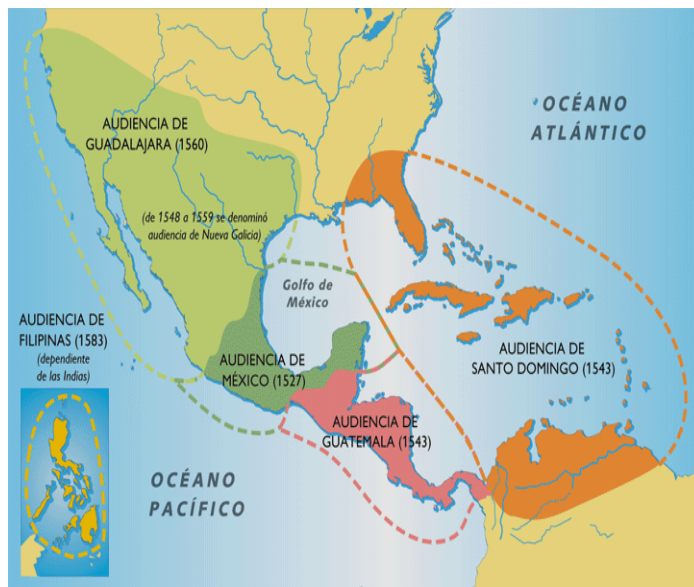 AUDIENCIA DE
GUADALAJARA (1560)
OCÉANO
ATLÁNTICO
(de 1548 a 1559 se denominó
audiencia de Nueva Galicia)
Golfo de
México
AUDIENCIA DE
FILIPINAS (1583)
(dependiente
de las Indias)
AUDIENCIA DE
MÉXICO (1527)
AUDIENCIA DE
SANTO DOMINGO (1543)
AUDIENCIA DE
GUATEMALA (1543)
OCÉANO
PACÍFICO